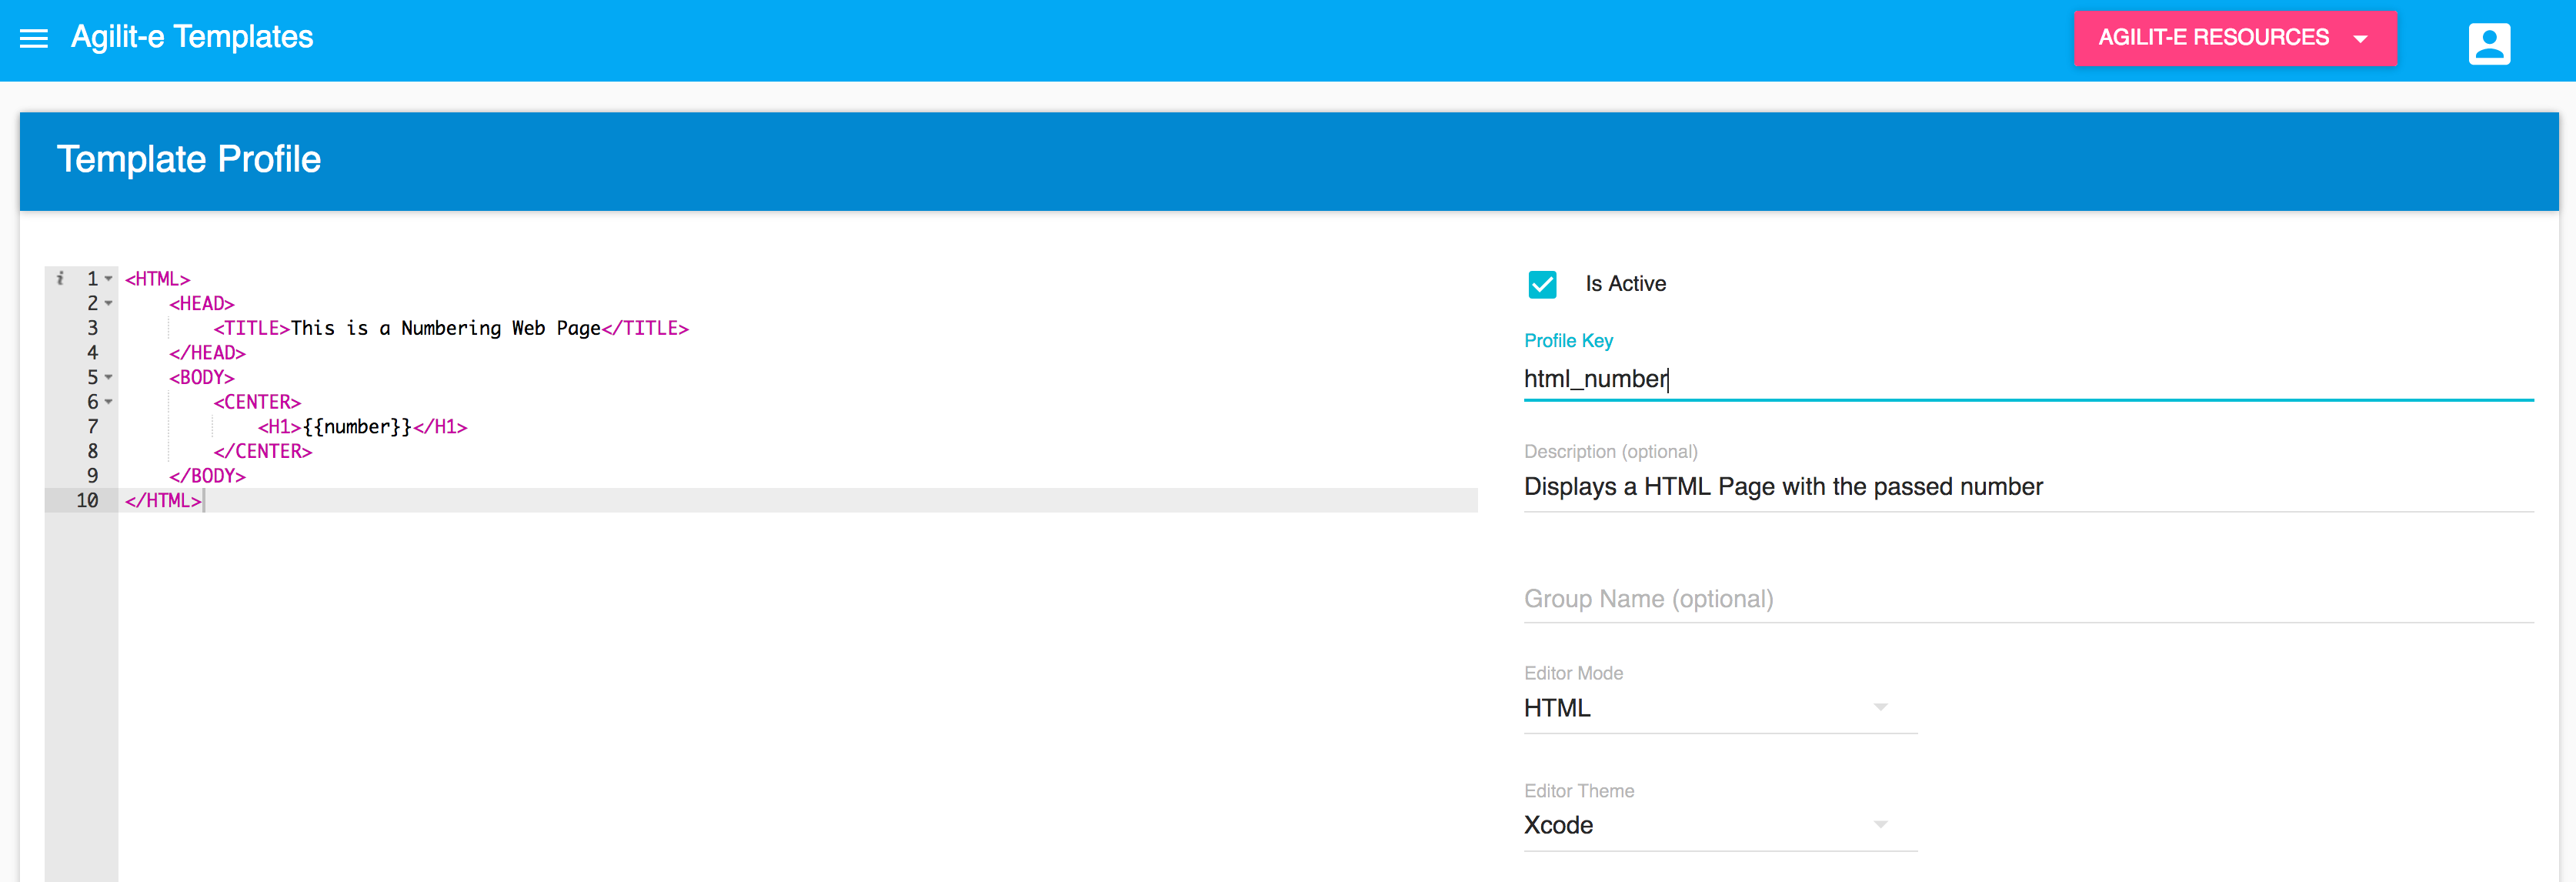 Agilit-e Templates
AGILIT-E RESOURCES
Template Profile
i 1 <HTML>
2 <HEAD>
3 <TITLE>This is a Numbering Web Page</TITLE>
4 </HEAD>
5 <BODY>
6 <CENTER>
7 <H1>{{number}}</H1>
8 </CENTER>
9 </BODY>
10 </HTML>
Is Active
Profile Key
html_number
Description (optional)
Displays a HTML Page with the passed number
Group Name (optional)
Editor Mode
HTML
Editor Theme
Xcode